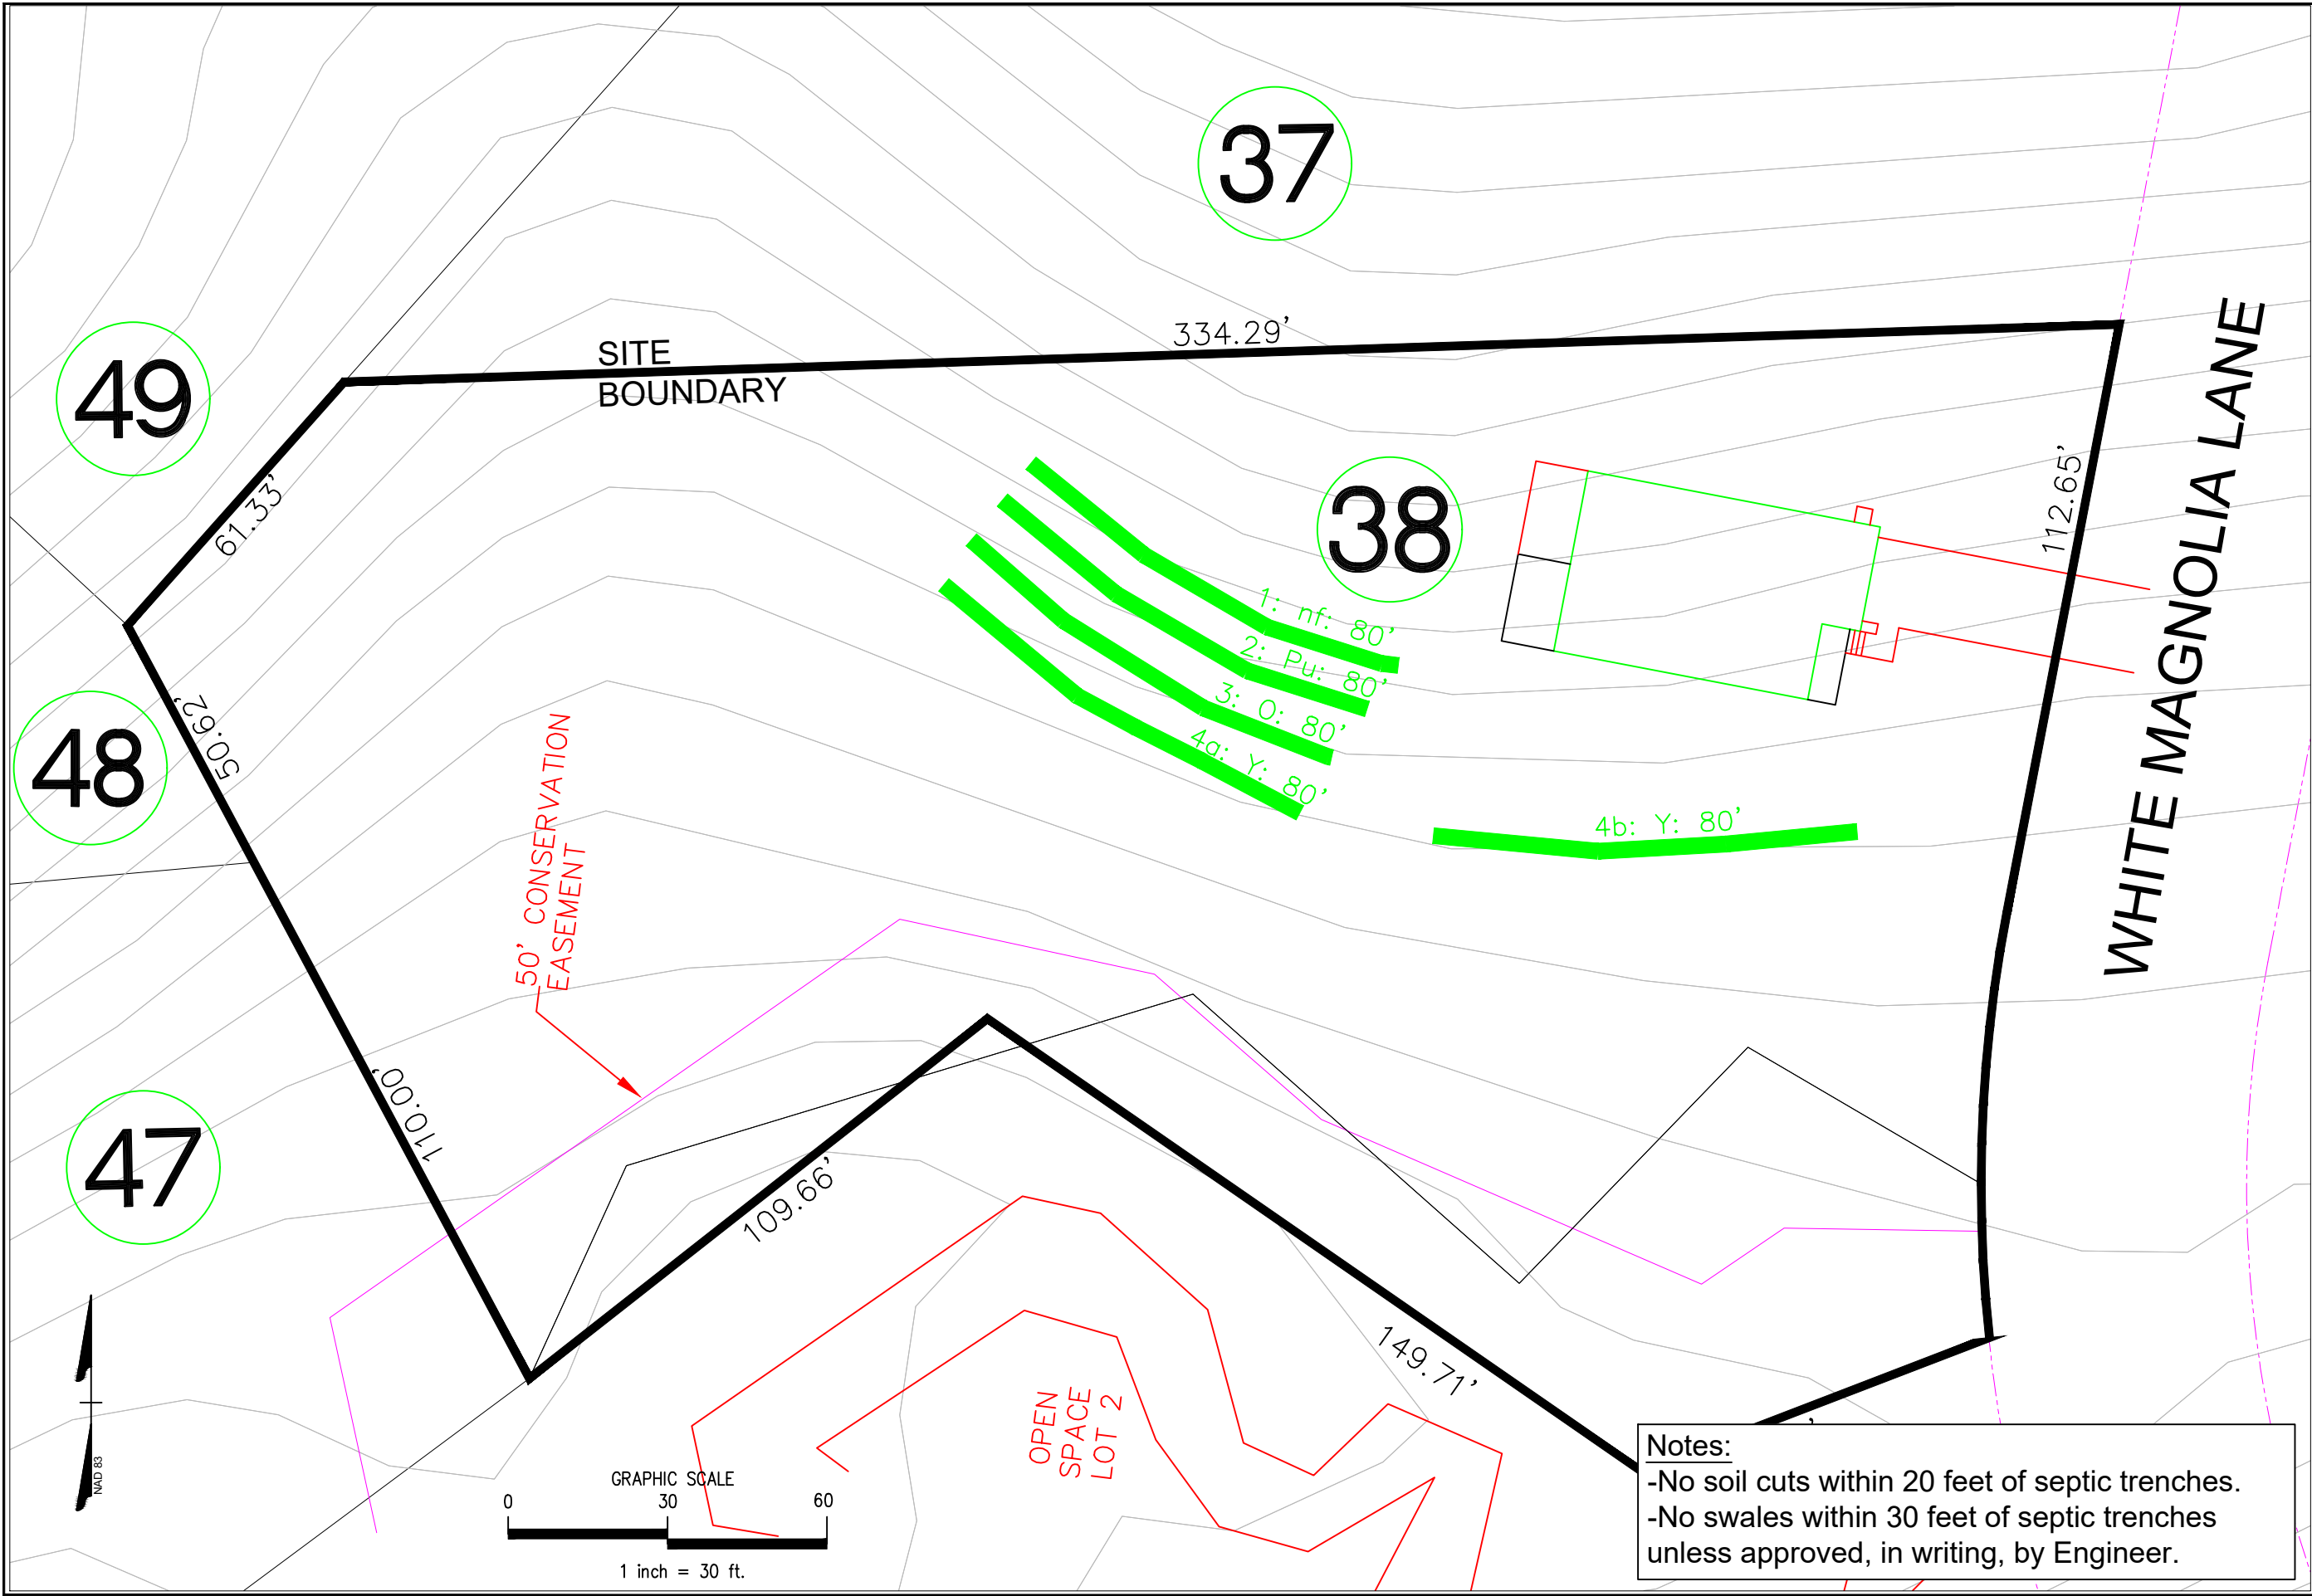 37
334.29'
SITE
BOUNDARY
49
61.33'
38
112.65'
WHITE MAGNOLIA LANE
1: nf: 80'
2: Pu: 80'
3: O: 80'
4a: Y: 80'
4b: Y: 80'
48
50.62'
50' CONSERVATION
EASEMENT
47
110.00'
109.66'
149.71'
OPEN
SPACE
LOT 2
NAD 83
GRAPHIC SCALE
0 30 60
1 inch = 30 ft.
Notes:
-No soil cuts within 20 feet of septic trenches.
-No swales within 30 feet of septic trenches
unless approved, in writing, by Engineer.